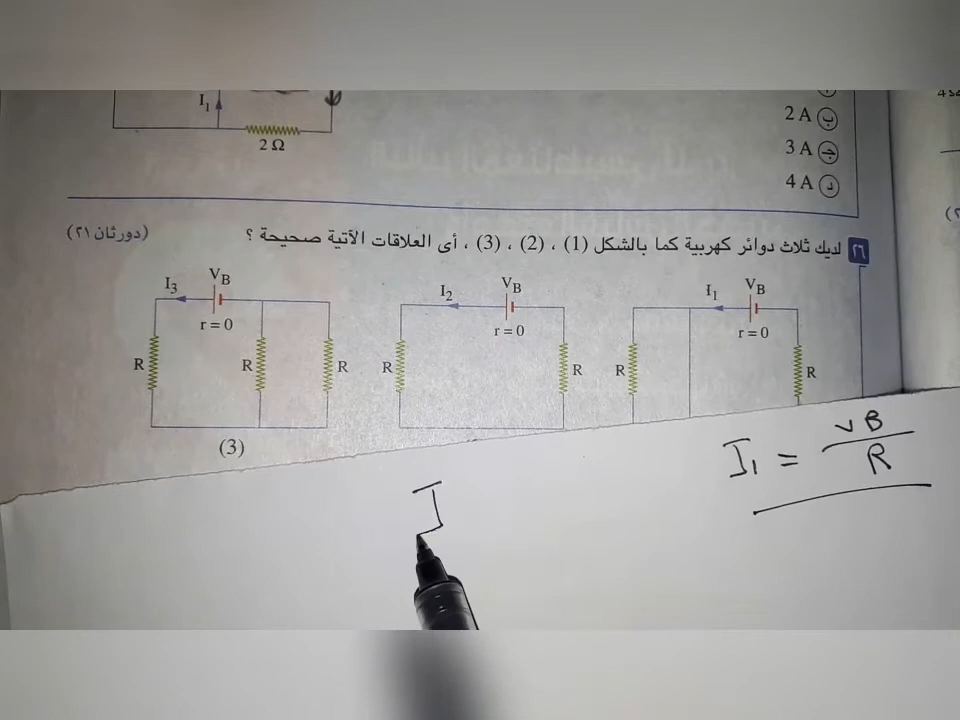 I₁
2 Ω
2 A ب
3 A ج
4 A د
٢٦ لديك ثلاث دوائر كهربية كما بالشكل (1) ، (2) ، (3) ، أى العلاقات الآتية صحيحة ؟ (دور ثان ٢١)
I₁ V_B
r = 0
R R
I₂ V_B
r = 0
R R
I₃ V_B
r = 0
R R R
(3)
I₁ = VB / R
I